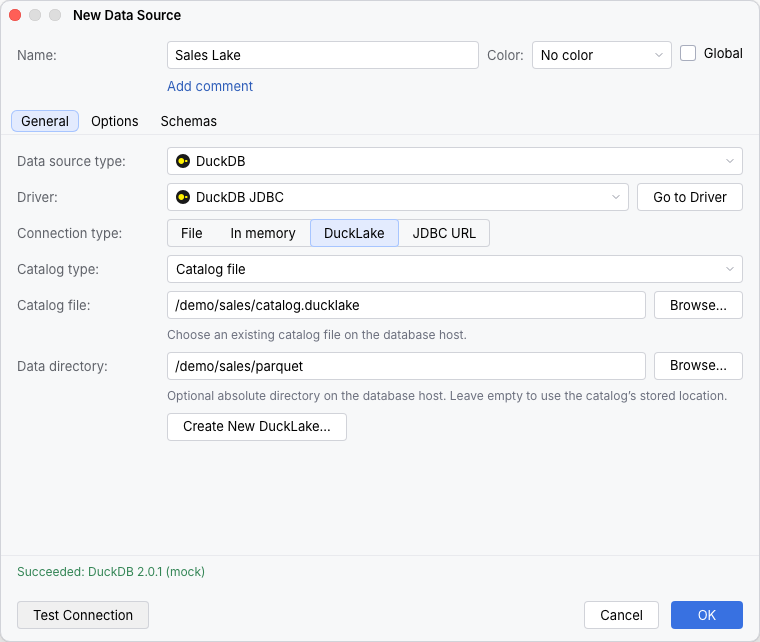 New Data Source
Name: Sales Lake Color: No color Global
Add comment
General Options Schemas
Data source type: DuckDB
Driver: DuckDB JDBC Go to Driver
Connection type: File In memory DuckLake JDBC URL
Catalog type: Catalog file
Catalog file: /demo/sales/catalog.ducklake Browse...
Choose an existing catalog file on the database host.
Data directory: /demo/sales/parquet Browse...
Optional absolute directory on the database host. Leave empty to use the catalog's stored location.
Create New DuckLake...
Succeeded: DuckDB 2.0.1 (mock)
Test Connection Cancel OK